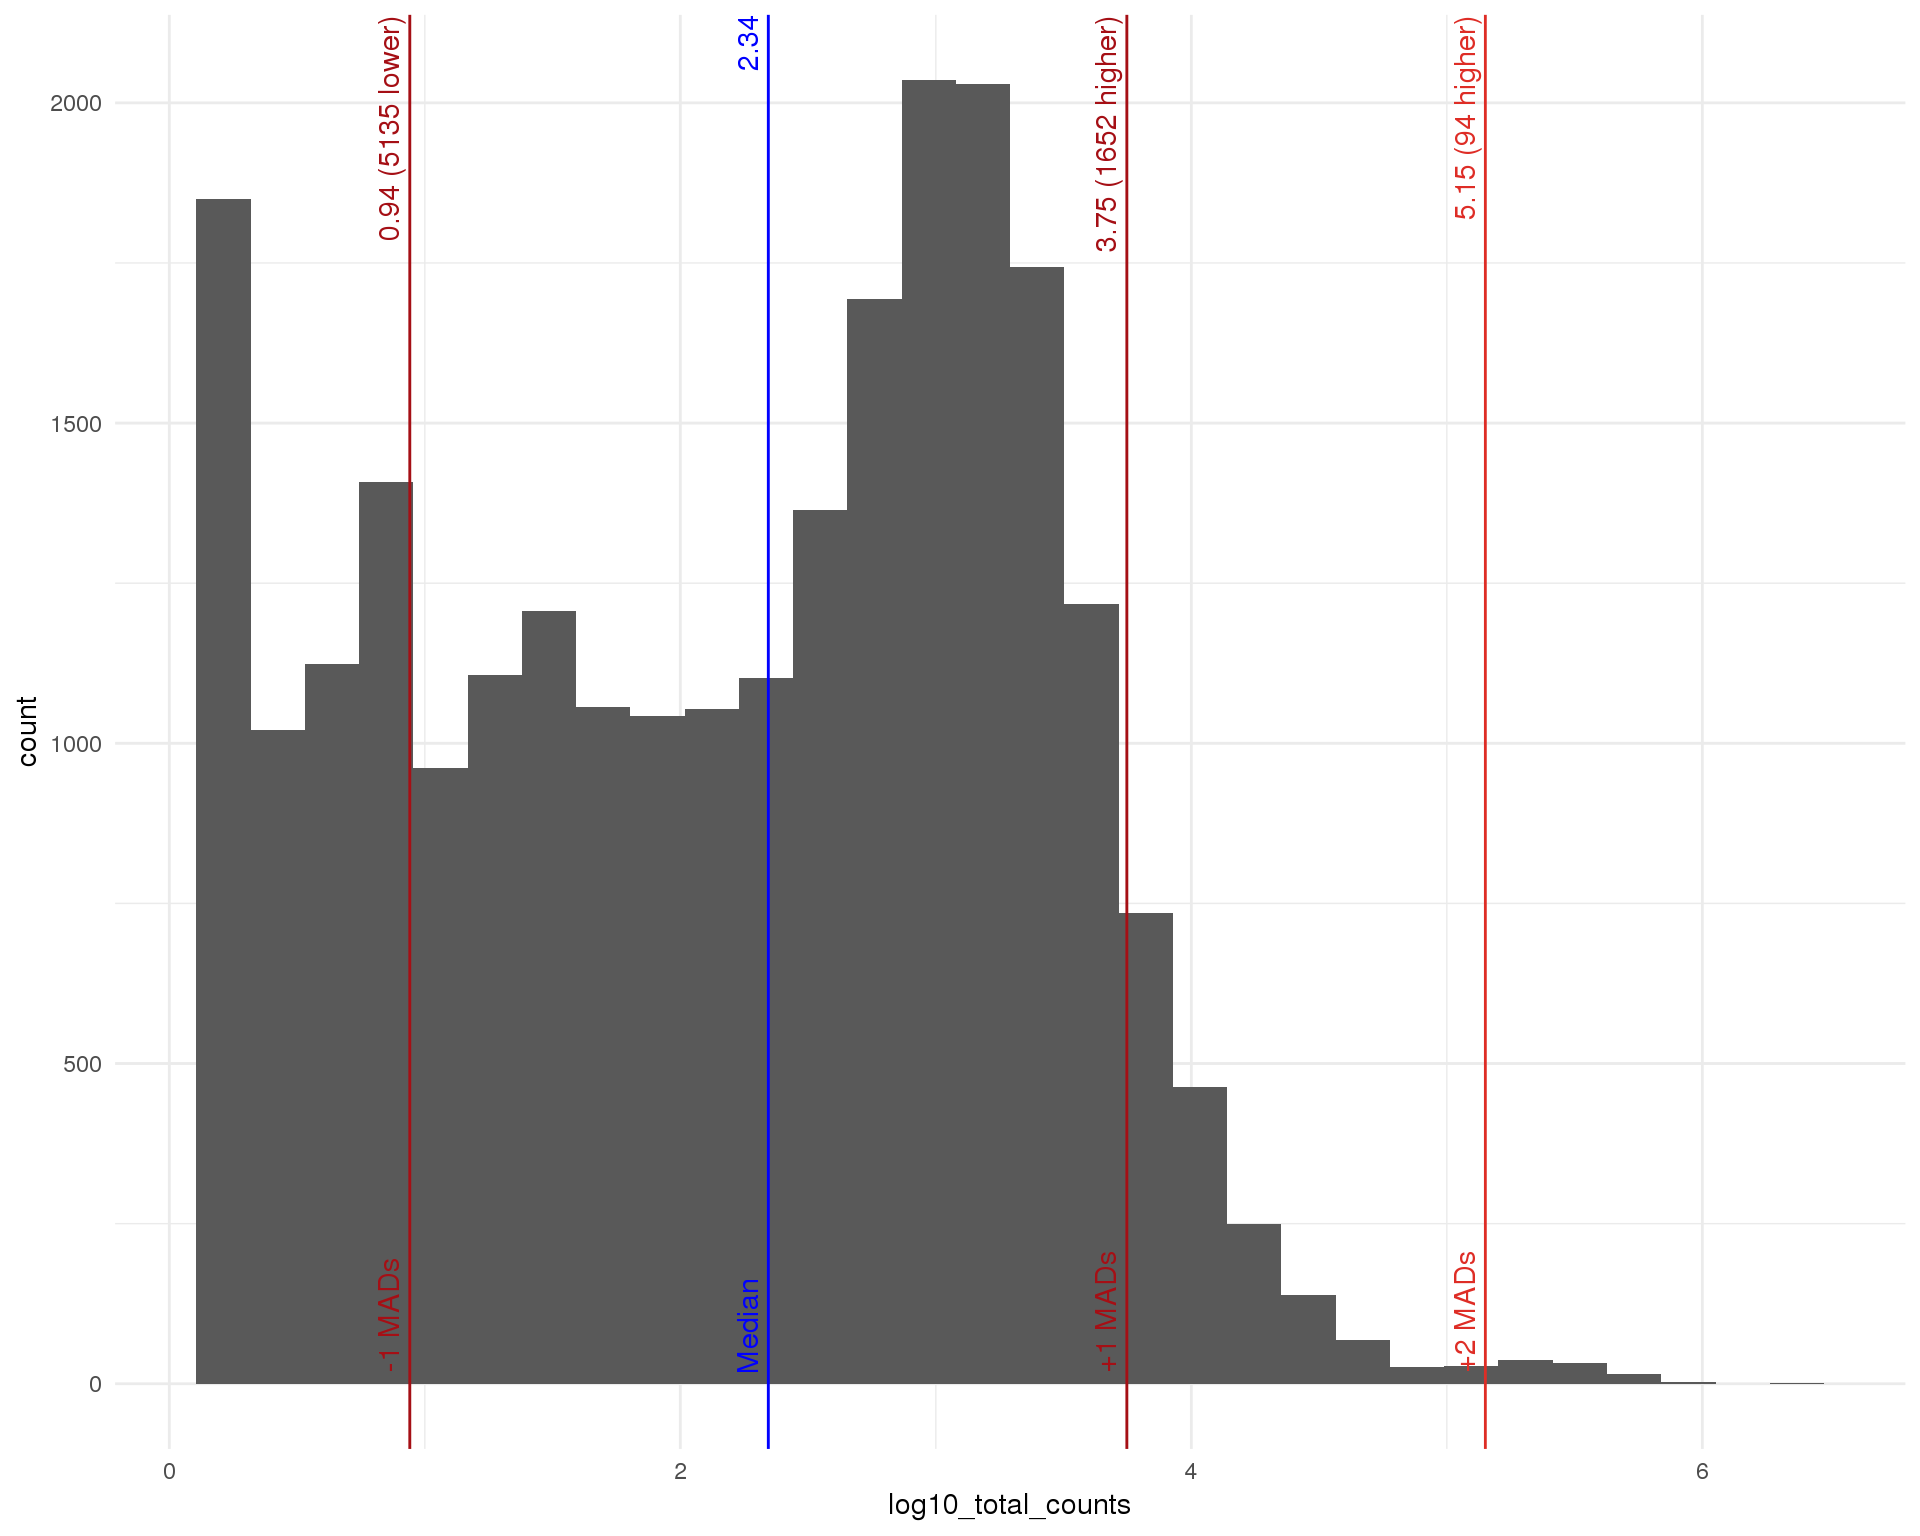 0.94 (5135 lower)
2.34
3.75 (1652 higher)
5.15 (94 higher)
2000
1500
1000
500
0
count
-1 MADs
Median
+1 MADs
+2 MADs
0
2
4
6
log10_total_counts